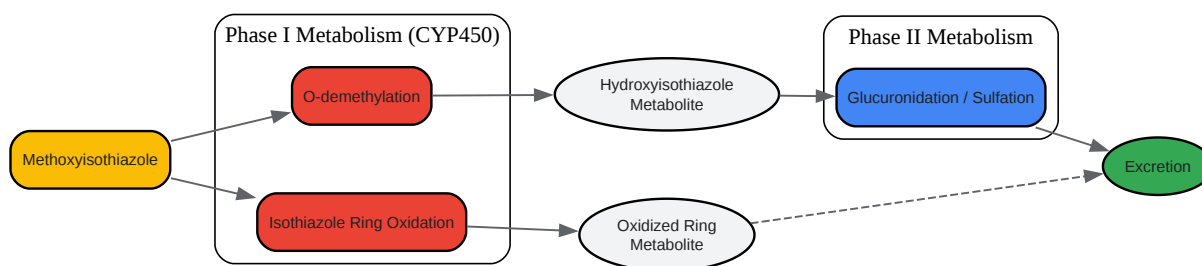 Phase I Metabolism (CYP450)
Phase II Metabolism
O-demethylation
Hydroxyisothiazole
Metabolite
Glucuronidation / Sulfation
Methoxyisothiazole
Excretion
Isothiazole Ring Oxidation
Oxidized Ring
Metabolite